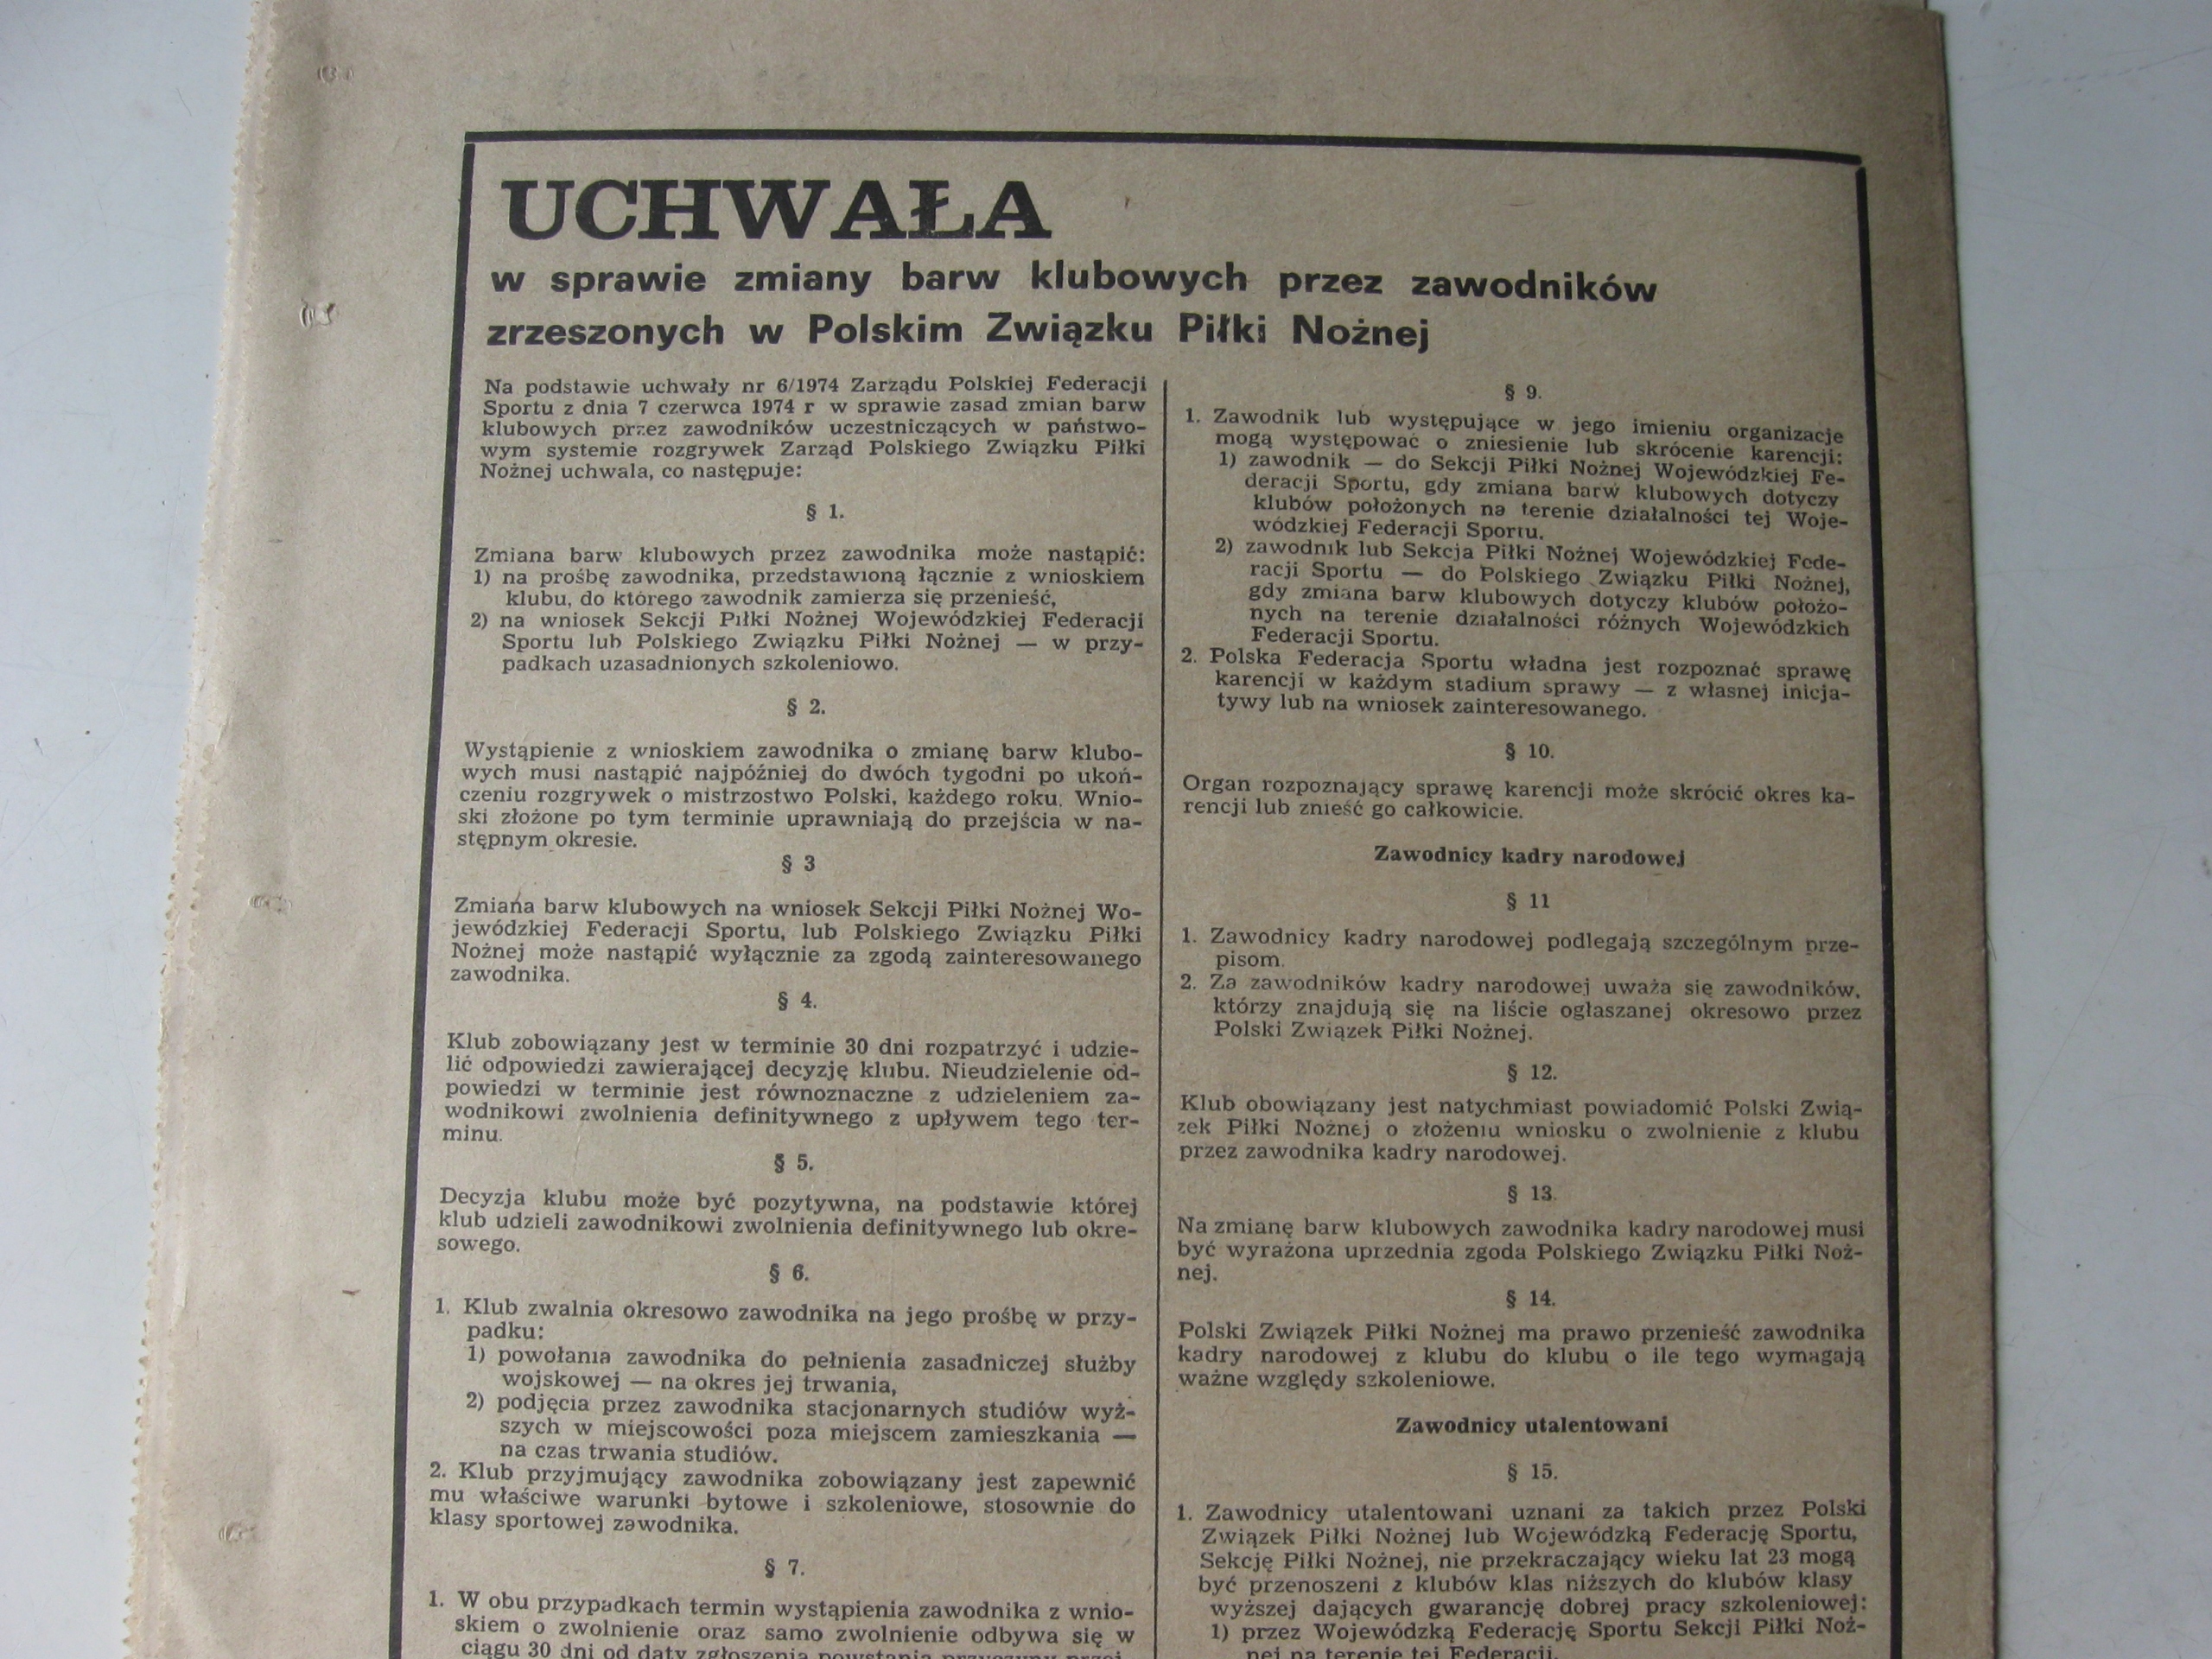 UCHWAŁA
w sprawie zmiany barw klubowych przez zawodników
zrzeszonych w Polskim Związku Piłki Nożnej
Na podstawie uchwały nr 6/1974 Zarządu Polskiej Federacji
Sportu z dnia 7 czerwca 1974 r w sprawie zasad zmian barw
klubowych przez zawodników uczestniczących w państwo-
wym systemie rozgrywek Zarząd Polskiego Związku Piłki
Nożnej uchwala, co następuje:
§ 1.
Zmiana barw klubowych przez zawodnika może nastąpić:
1) na prośbę zawodnika, przedstawioną łącznie z wnioskiem
klubu, do którego zawodnik zamierza się przenieść,
2) na wniosek Sekcji Piłki Nożnej Wojewódzkiej Federacji
Sportu lub Polskiego Związku Piłki Nożnej — w przy-
padkach uzasadnionych szkoleniowo.
§ 2.
Wystąpienie z wnioskiem zawodnika o zmianę barw klubo-
wych musi nastąpić najpóźniej do dwóch tygodni po ukoń-
czeniu rozgrywek o mistrzostwo Polski, każdego roku. Wnio-
ski złożone po tym terminie uprawniają do przejścia w na-
stępnym okresie.
§ 3
Zmiana barw klubowych na wniosek Sekcji Piłki Nożnej Wo-
jewódzkiej Federacji Sportu, lub Polskiego Związku Piłki
Nożnej może nastąpić wyłącznie za zgodą zainteresowanego
zawodnika.
§ 4.
Klub zobowiązany jest w terminie 30 dni rozpatrzyć i udzie-
lić odpowiedzi zawierającej decyzję klubu. Nieudzielenie od-
powiedzi w terminie jest równoznaczne z udzieleniem za-
wodnikowi zwolnienia definitywnego z upływem tego ter-
minu.
§ 5.
Decyzja klubu może być pozytywna, na podstawie której
klub udzieli zawodnikowi zwolnienia definitywnego lub okre-
sowego.
§ 6.
1. Klub zwalnia okresowo zawodnika na jego prośbę w przy-
padku:
1) powołania zawodnika do pełnienia zasadniczej służby
wojskowej — na okres jej trwania,
2) podjęcia przez zawodnika stacjonarnych studiów wyż-
szych w miejscowości poza miejscem zamieszkania —
na czas trwania studiów.
2. Klub przyjmujący zawodnika zobowiązany jest zapewnić
mu właściwe warunki bytowe i szkoleniowe, stosownie do
klasy sportowej zawodnika.
§ 7.
1. W obu przypadkach termin wystąpienia zawodnika z wnio-
skiem o zwolnienie oraz samo zwolnienie odbywa się w
ciągu 30 dni od daty zgłoszenia powstania przyczyny przej-
§ 9.
1. Zawodnik lub występujące w jego imieniu organizacje
mogą występować o zniesienie lub skrócenie karencji:
1) zawodnik — do Sekcji Piłki Nożnej Wojewódzkiej Fe-
deracji Sportu, gdy zmiana barw klubowych dotyczy
klubów położonych na terenie działalności tej Woje-
wódzkiej Federacji Sportu.
2) zawodnik lub Sekcja Piłki Nożnej Wojewódzkiej Fede-
racji Sportu — do Polskiego Związku Piłki Nożnej,
gdy zmiana barw klubowych dotyczy klubów położo-
nych na terenie działalności różnych Wojewódzkich
Federacji Sportu.
2. Polska Federacja Sportu władna jest rozpoznać sprawę
karencji w każdym stadium sprawy — z własnej inicja-
tywy lub na wniosek zainteresowanego.
§ 10.
Organ rozpoznający sprawę karencji może skrócić okres ka-
rencji lub znieść go całkowicie.
Zawodnicy kadry narodowej
§ 11
1. Zawodnicy kadry narodowej podlegają szczególnym prze-
pisom.
2. Za zawodników kadry narodowej uważa się zawodników,
którzy znajdują się na liście ogłaszanej okresowo przez
Polski Związek Piłki Nożnej.
§ 12.
Klub obowiązany jest natychmiast powiadomić Polski Zwią-
zek Piłki Nożnej o złożeniu wniosku o zwolnienie z klubu
przez zawodnika kadry narodowej.
§ 13.
Na zmianę barw klubowych zawodnika kadry narodowej musi
być wyrażona uprzednia zgoda Polskiego Związku Piłki Noż-
nej.
§ 14.
Polski Związek Piłki Nożnej ma prawo przenieść zawodnika
kadry narodowej z klubu do klubu o ile tego wymagają
ważne względy szkoleniowe.
Zawodnicy utalentowani
§ 15.
1. Zawodnicy utalentowani uznani za takich przez Polski
Związek Piłki Nożnej lub Wojewódzką Federację Sportu,
Sekcję Piłki Nożnej, nie przekraczający wieku lat 23 mogą
być przenoszeni z klubów klas niższych do klubów klasy
wyższej dających gwarancję dobrej pracy szkoleniowej:
1) przez Wojewódzką Federację Sportu Sekcji Piłki Noż-
nej na terenie tej Federacji.